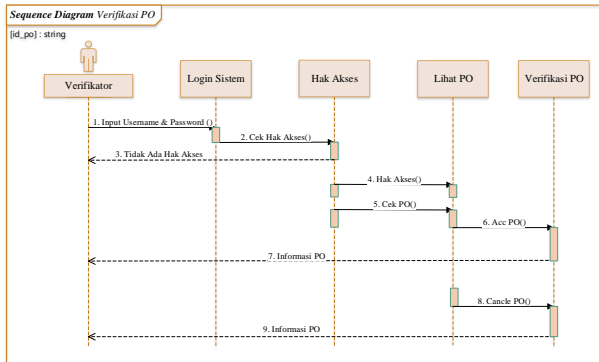 Sequence Diagram Verifikasi PO
[id_po] : string
Verifikator
Login Sistem
Hak Akses
Lihat PO
Verifikasi PO
1. Input Username & Password ()
2. Cek Hak Akses()
3. Tidak Ada Hak Akses
4. Hak Akses()
5. Cek PO()
6. Acc PO()
7. Informasi PO
8. Cancle PO()
9. Informasi PO